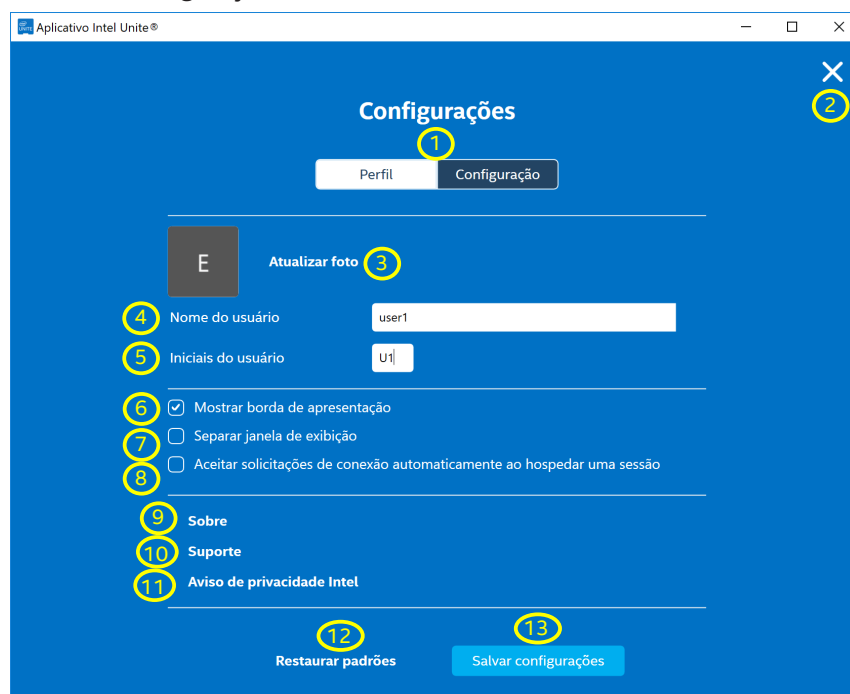 Aplicativo Intel Unite®
2
Configurações
1
Perfil Configuração
E Atualizar foto 3
4 Nome do usuário user1
5 Iniciais do usuário U1
6 Mostrar borda de apresentação
7 Separar janela de exibição
8 Aceitar solicitações de conexão automaticamente ao hospedar uma sessão
9 Sobre
10 Suporte
11 Aviso de privacidade Intel
12 13
Restaurar padrões Salvar configurações